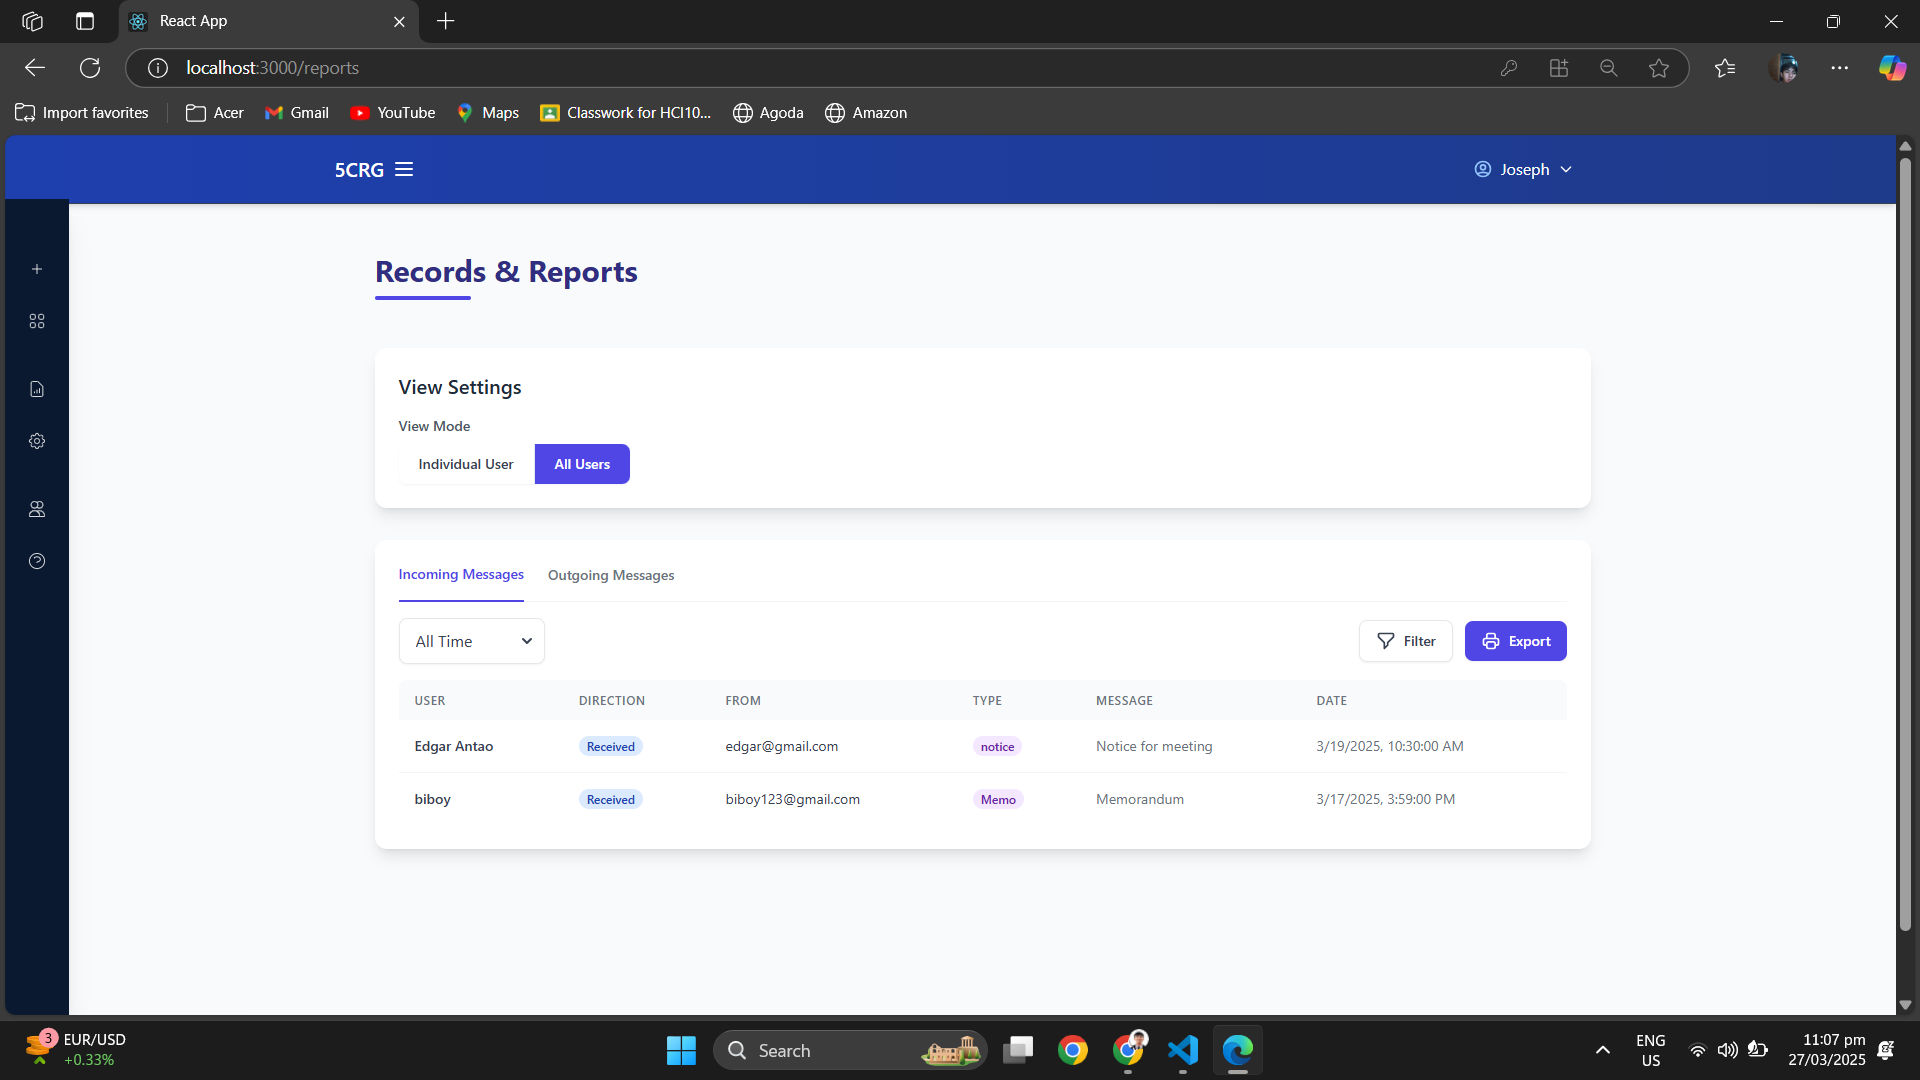 React App
localhost:3000/reports
Import favorites
Acer
Gmail
YouTube
Maps
Classwork for HCI10...
Agoda
Amazon
5CRG
Joseph
Records & Reports
View Settings
View Mode
Individual User
All Users
Incoming Messages
Outgoing Messages
All Time
Filter
Export
USER DIRECTION FROM TYPE MESSAGE DATE
Edgar Antao Received edgar@gmail.com notice Notice for meeting 3/19/2025, 10:30:00 AM
biboy Received biboy123@gmail.com Memo Memorandum 3/17/2025, 3:59:00 PM
3
EUR/USD
+0.33%
Search
ENG
US
11:07 pm
27/03/2025